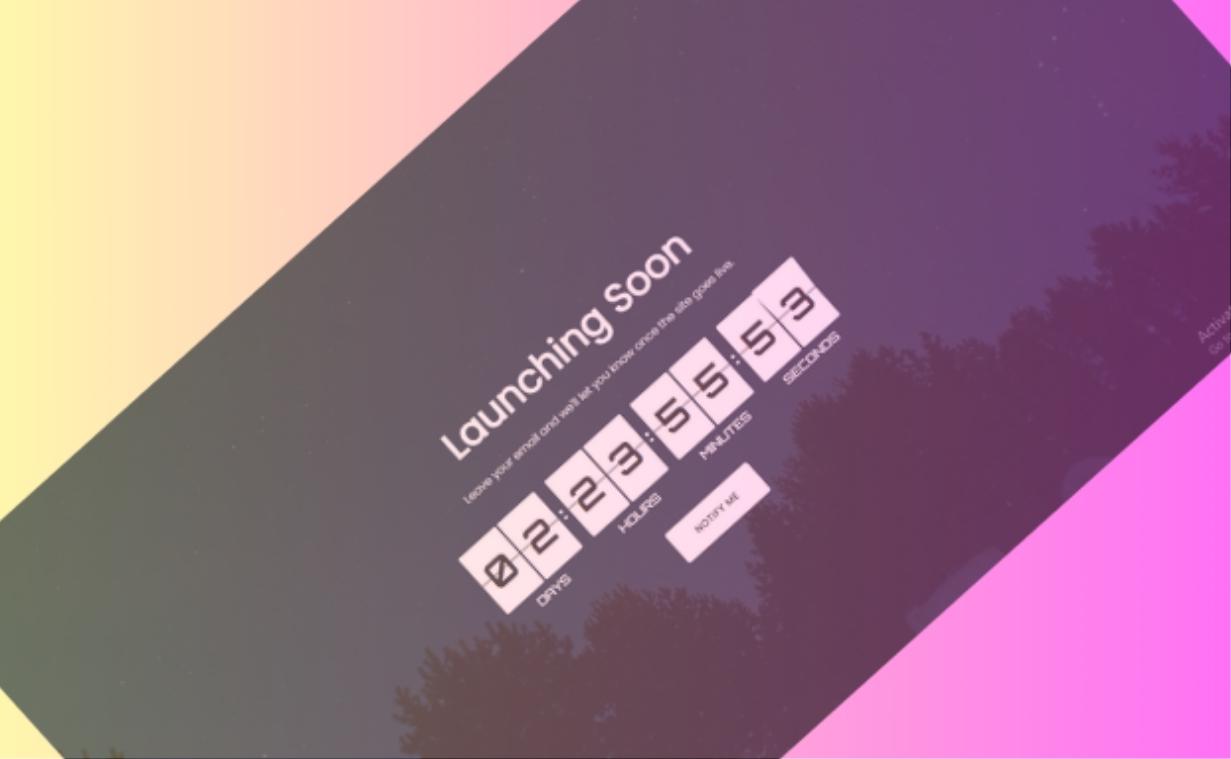 Launching Soon
Leave your email and we'll let you know once the site goes live.
02:23:55:53
DAYS HOURS MINUTES SECONDS
NOTIFY ME
Go to